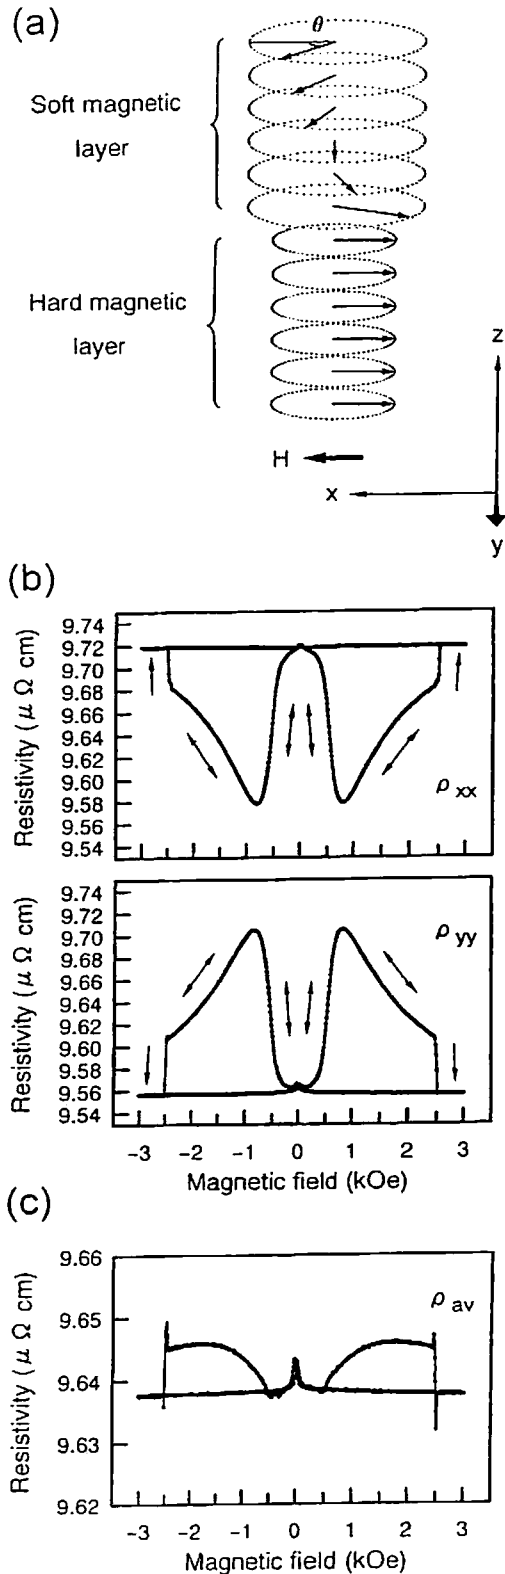 (a)
θ
Soft magnetic
layer
Hard magnetic
layer
z
H
x
y
(b)
Resistivity (μ Ω cm)
9.74
9.72
9.70
9.68
9.66
9.64
9.62
9.60
9.58
9.56
9.54
ρ xx
Resistivity (μ Ω cm)
9.74
9.72
9.70
9.68
9.66
9.64
9.62
9.60
9.58
9.56
9.54
ρ yy
−3 −2 −1 0 1 2 3
Magnetic field (kOe)
(c)
Resistivity (μ Ω cm)
9.66
9.65
9.64
9.63
9.62
ρ av
−3 −2 −1 0 1 2 3
Magnetic field (kOe)